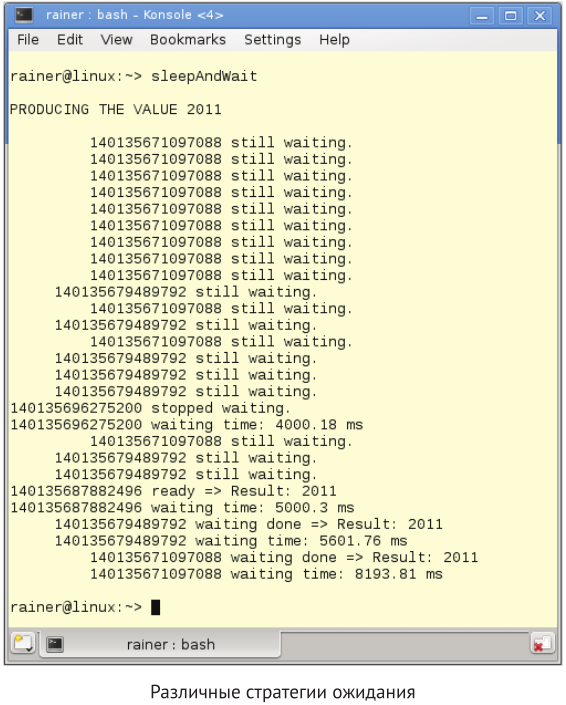 rainer : bash – Konsole <4>
File Edit View Bookmarks Settings Help
rainer@linux:~> sleepAndWait
PRODUCING THE VALUE 2011
140135671097088 still waiting.
140135671097088 still waiting.
140135671097088 still waiting.
140135671097088 still waiting.
140135671097088 still waiting.
140135671097088 still waiting.
140135671097088 still waiting.
140135671097088 still waiting.
140135671097088 still waiting.
140135679489792 still waiting.
140135671097088 still waiting.
140135679489792 still waiting.
140135671097088 still waiting.
140135679489792 still waiting.
140135679489792 still waiting.
140135679489792 still waiting.
140135696275200 stopped waiting.
140135696275200 waiting time: 4000.18 ms
140135671097088 still waiting.
140135679489792 still waiting.
140135679489792 still waiting.
140135687882496 ready => Result: 2011
140135687882496 waiting time: 5000.3 ms
140135679489792 waiting done => Result: 2011
140135679489792 waiting time: 5601.76 ms
140135671097088 waiting done => Result: 2011
140135671097088 waiting time: 8193.81 ms
rainer@linux:~>
rainer : bash
Различные стратегии ожидания